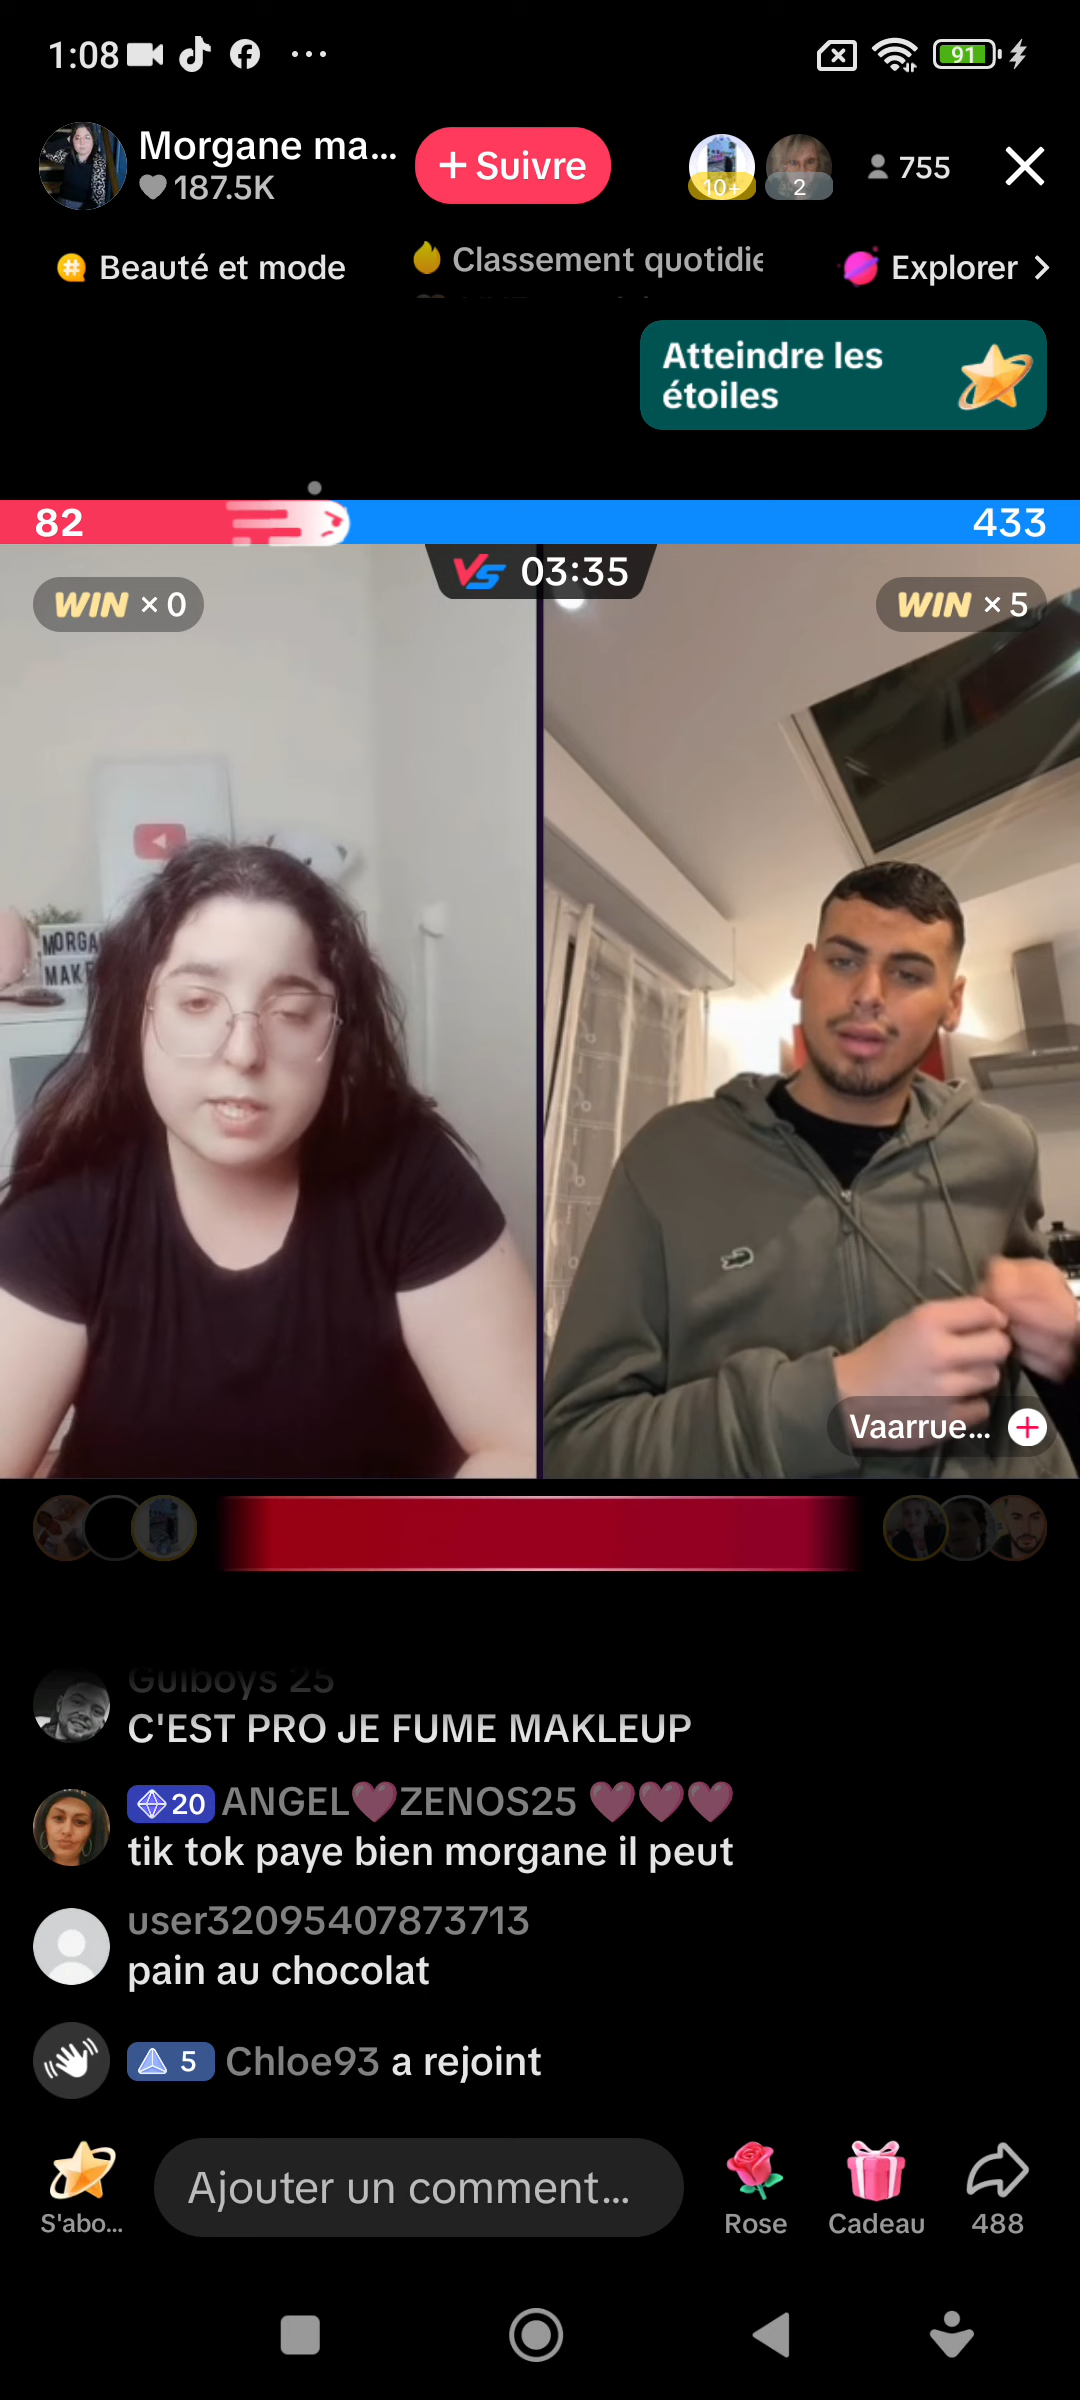 1:08
91
Morgane ma...
187.5K
+ Suivre
10+
2
755
Beauté et mode
Classement quotidie
Explorer
Atteindre les
étoiles
82
433
VS 03:35
WIN × 0
WIN × 5
MORGA
MAKE
Vaarrue...
Guiboys 25
C'EST PRO JE FUME MAKLEUP
20 ANGEL💜ZENOS25 💜💜💜
tik tok paye bien morgane il peut
user32095407873713
pain au chocolat
5 Chloe93 a rejoint
S'abo...
Ajouter un comment...
Rose
Cadeau
488